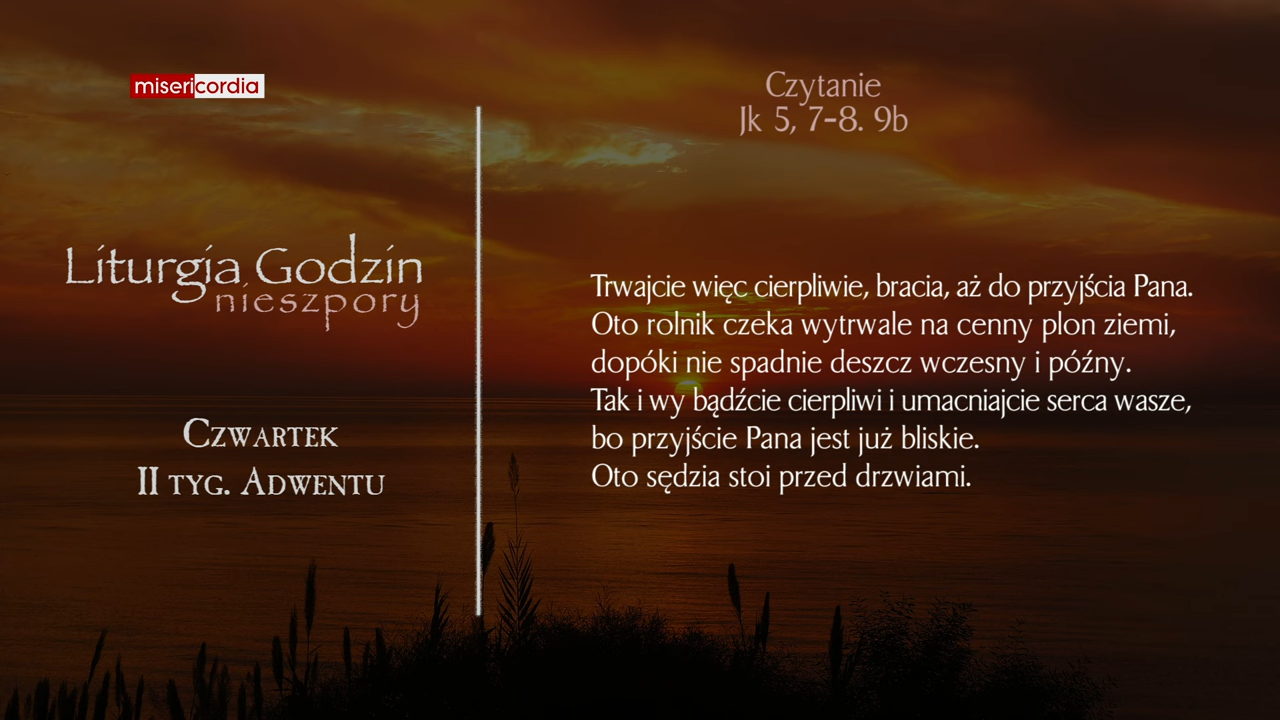 misericordia
Liturgia Godzin
nieszpory
Czwartek
II tyg. Adwentu
Czytanie
Jk 5, 7-8. 9b
Trwajcie więc cierpliwie, bracia, aż do przyjścia Pana.
Oto rolnik czeka wytrwale na cenny plon ziemi,
dopóki nie spadnie deszcz wczesny i późny.
Tak i wy bądźcie cierpliwi i umacniajcie serca wasze,
bo przyjście Pana jest już bliskie.
Oto sędzia stoi przed drzwiami.